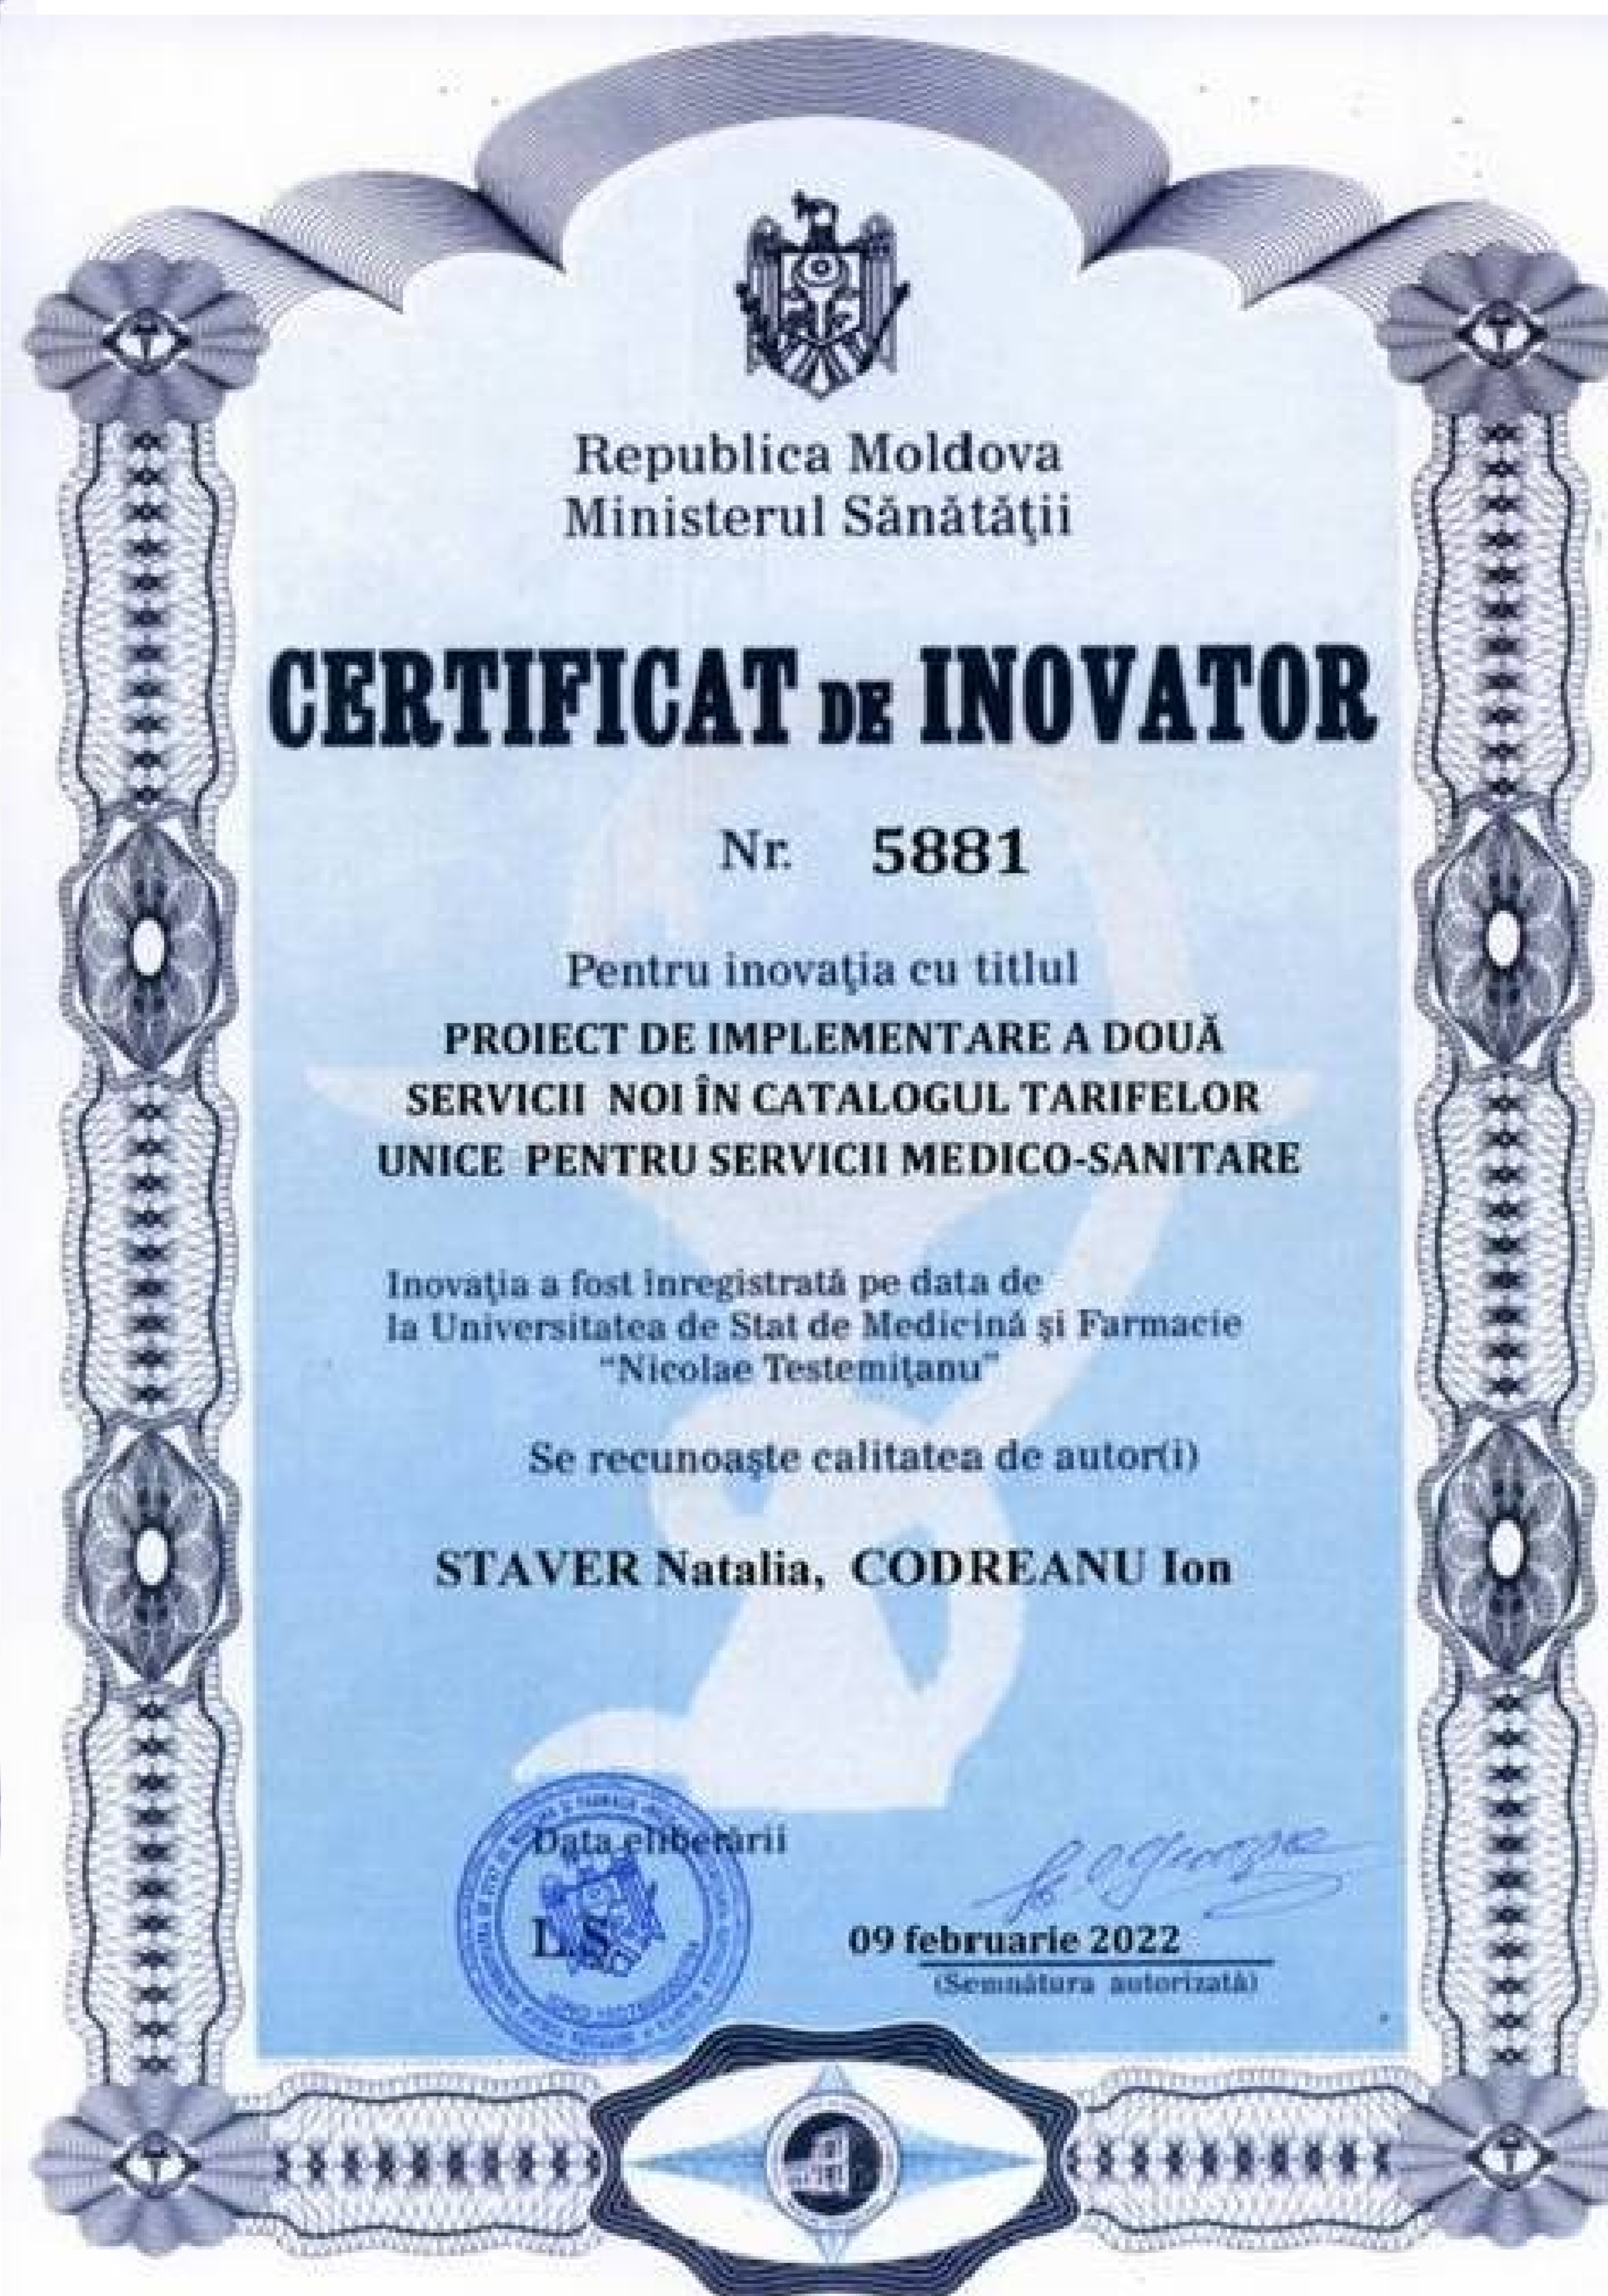 Republica Moldova
Ministerul Sănătăţii
CERTIFICAT DE INOVATOR
Nr. 5881
Pentru inovaţia cu titlul
PROIECT DE IMPLEMENTARE A DOUĂ
SERVICII NOI ÎN CATALOGUL TARIFELOR
UNICE PENTRU SERVICII MEDICO-SANITARE
Inovaţia a fost înregistrată pe data de
la Universitatea de Stat de Medicină şi Farmacie
“Nicolae Testemiţanu”
Se recunoaşte calitatea de autor(i)
STAVER Natalia, CODREANU Ion
Data eliberării
L.S.
09 februarie 2022
(Semnătura autorizată)